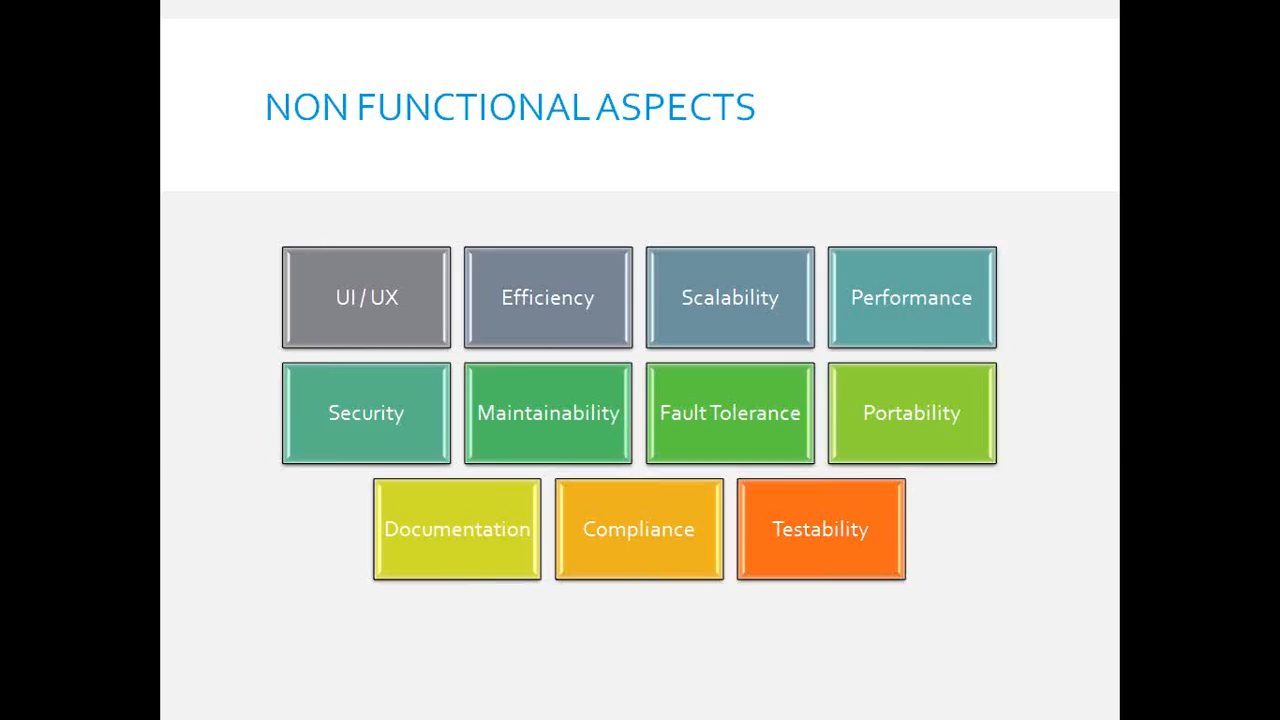 NON FUNCTIONAL ASPECTS
UI / UX
Efficiency
Scalability
Performance
Security
Maintainability
Fault Tolerance
Portability
Documentation
Compliance
Testability